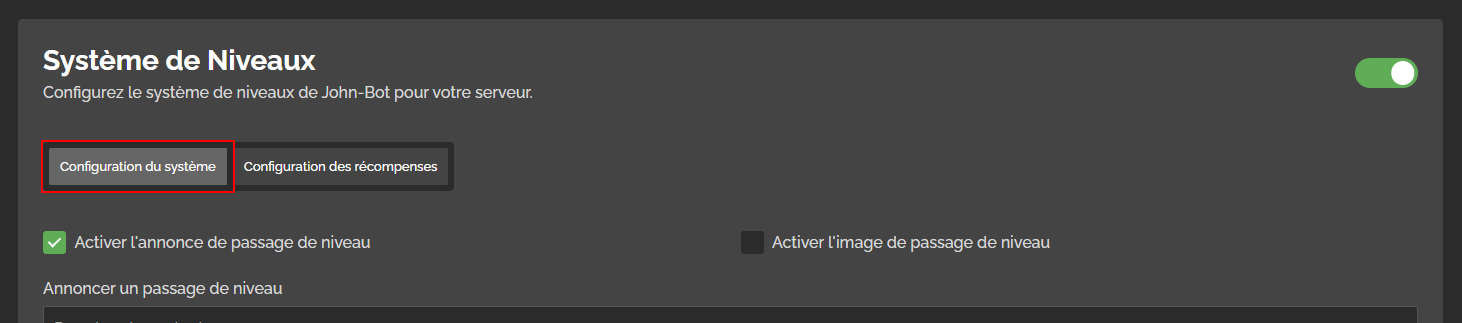 Système de Niveaux
Configurez le système de niveaux de John-Bot pour votre serveur.
Configuration du système
Configuration des récompenses
Activer l'annonce de passage de niveau
Activer l'image de passage de niveau
Annoncer un passage de niveau